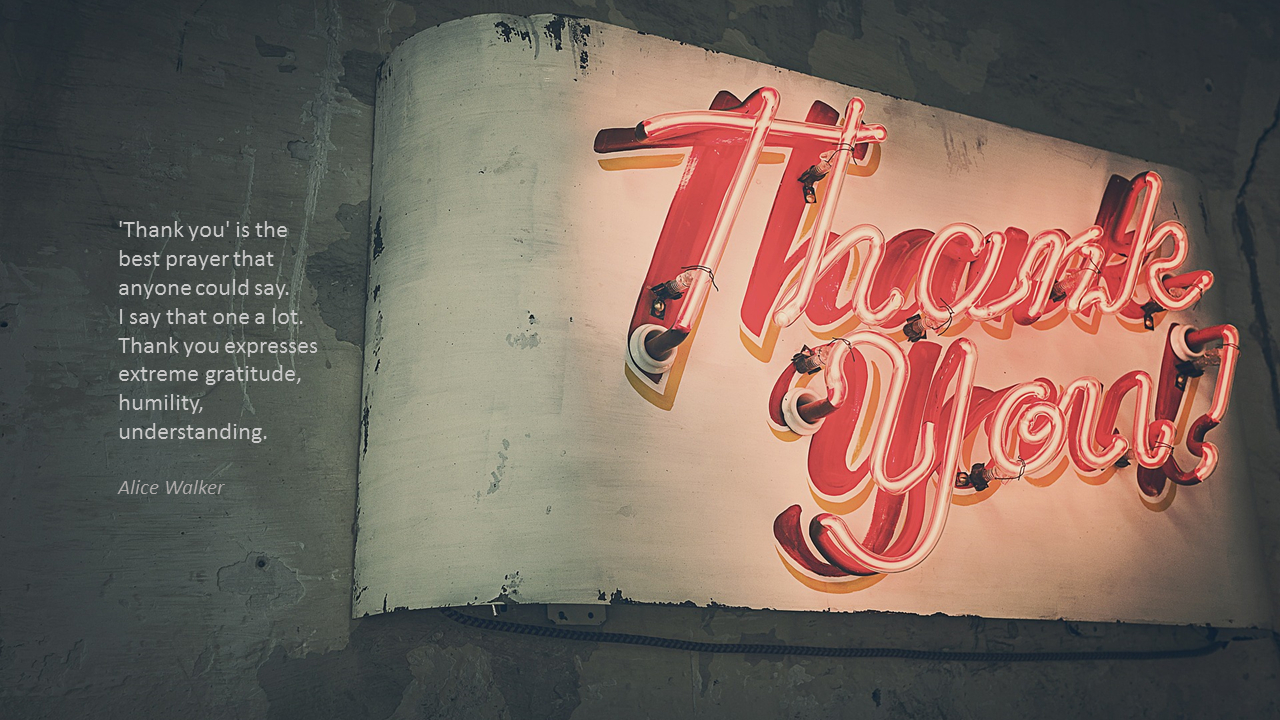 'Thank you' is the
best prayer that
anyone could say.
I say that one a lot.
Thank you expresses
extreme gratitude,
humility,
understanding.
Alice Walker
Thank
you!